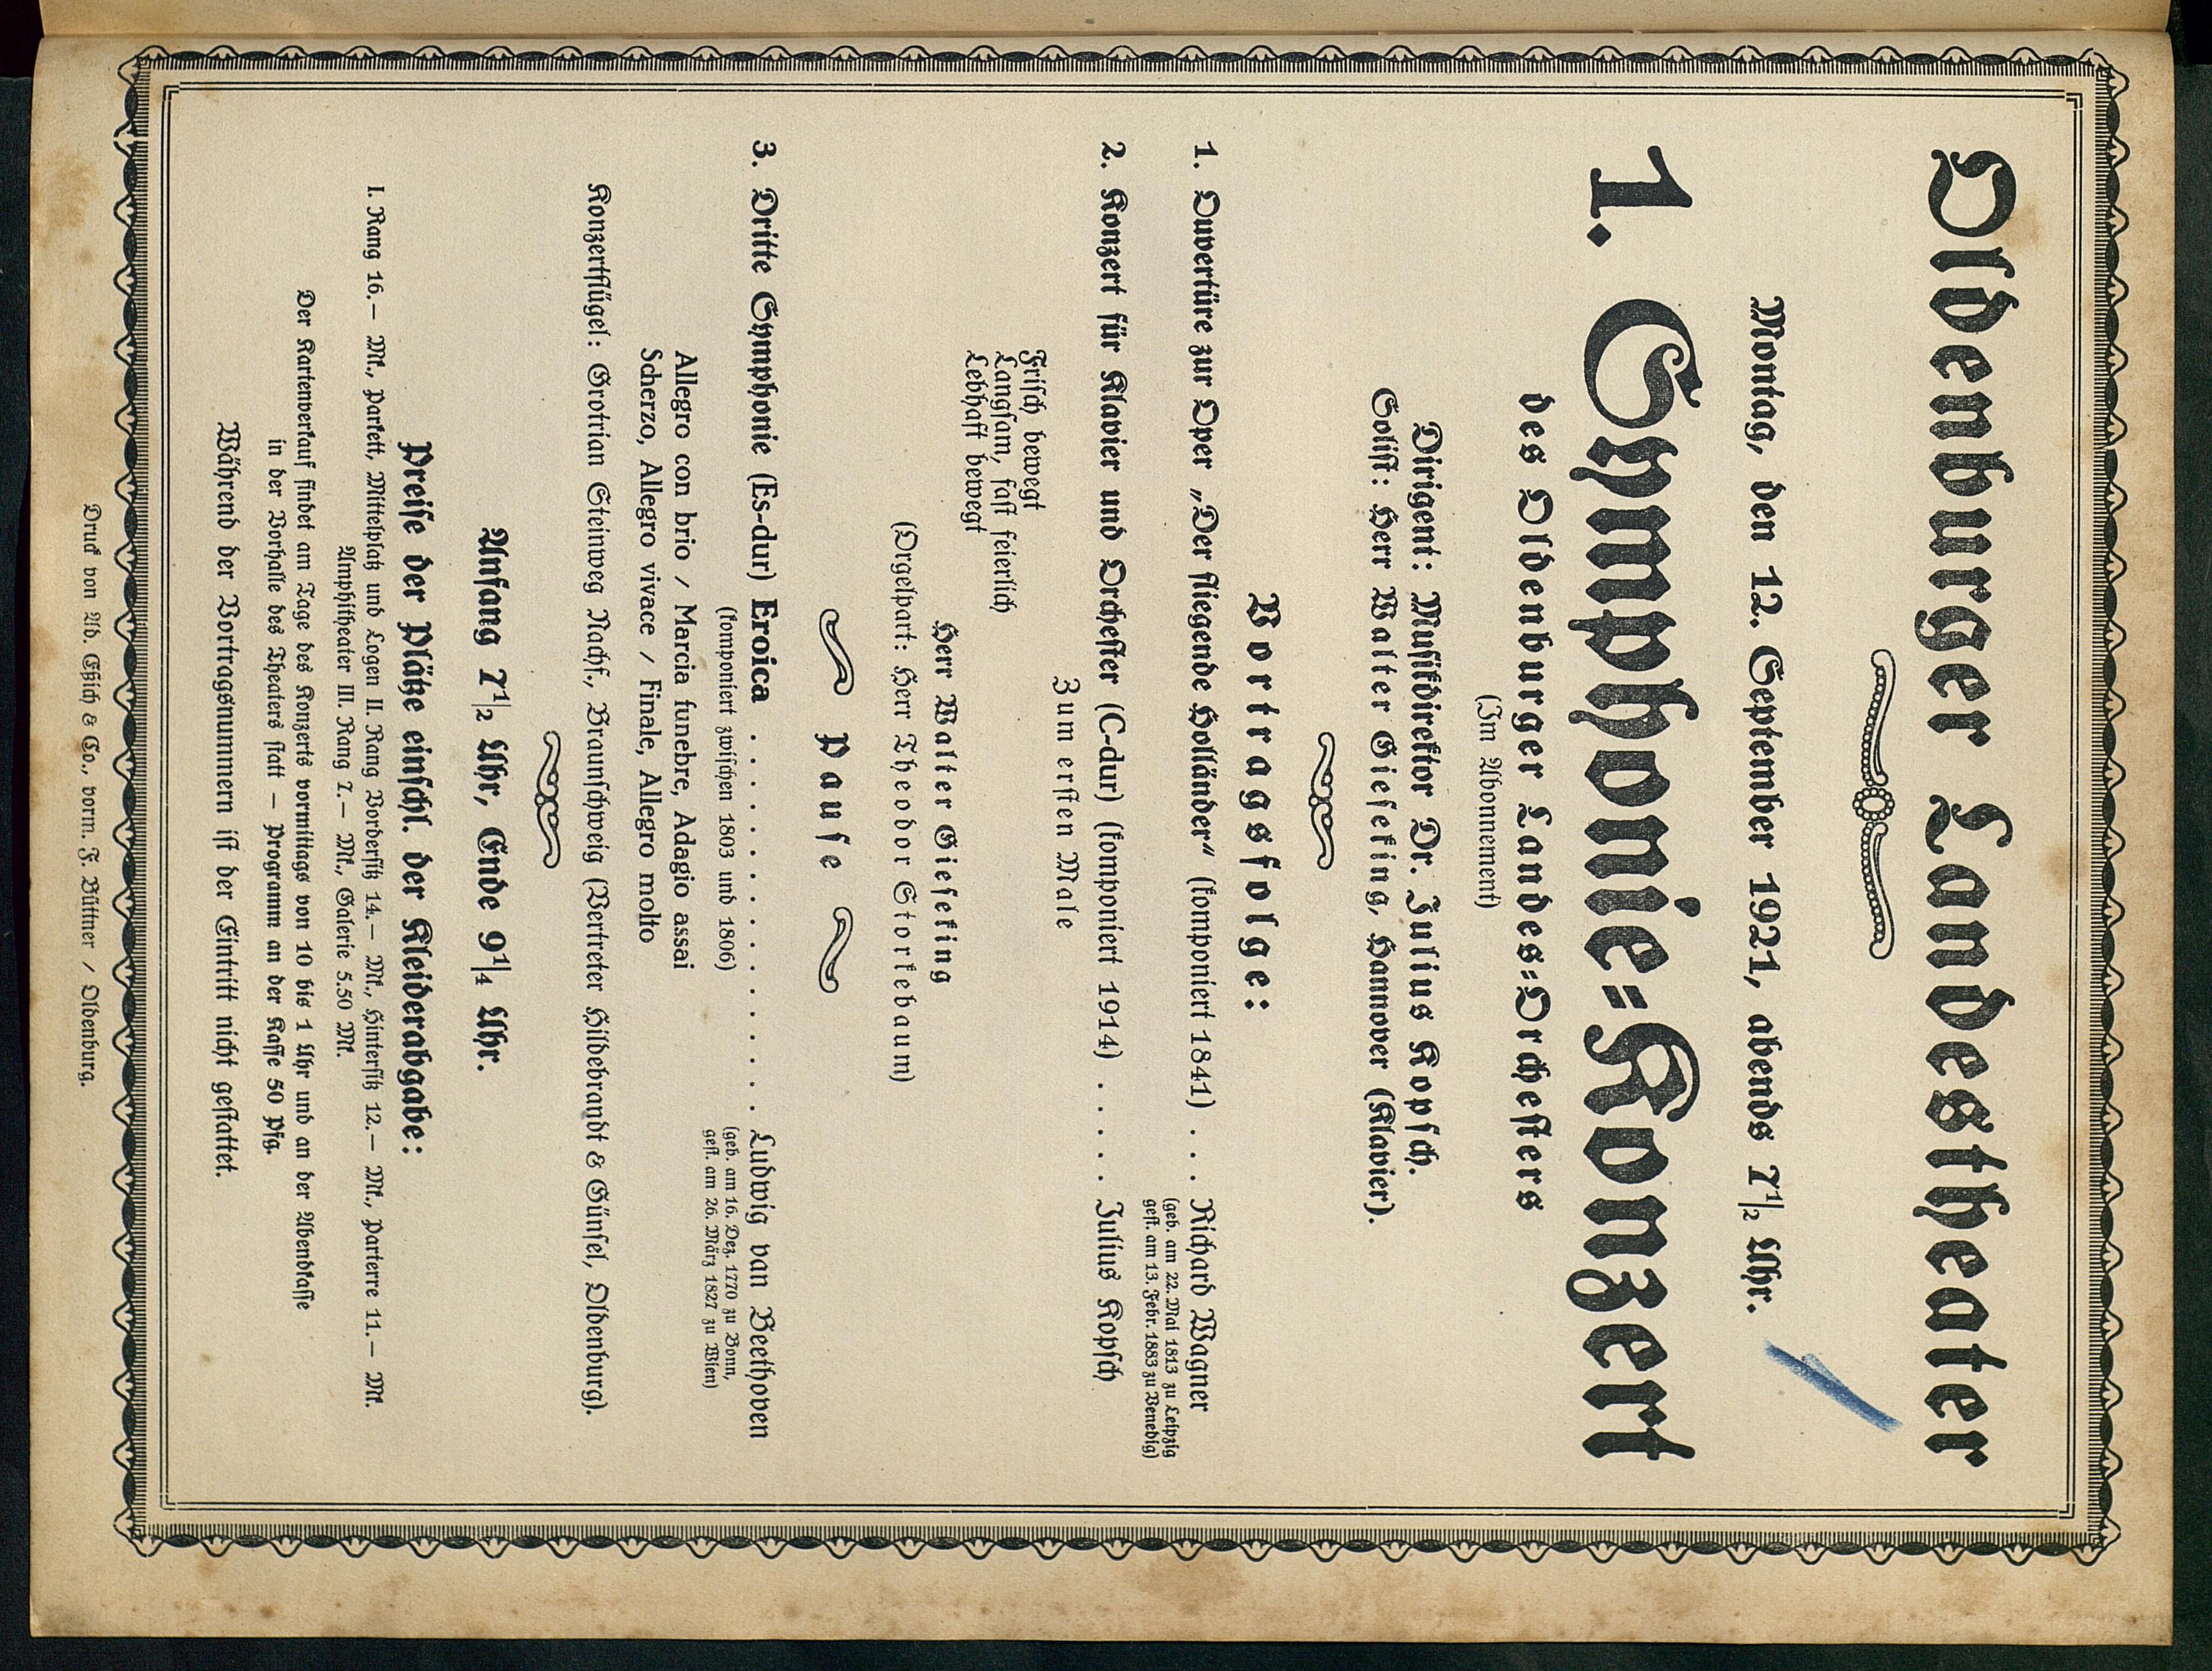 Oldenburger Landestheater
Montag, den 12. September 1921, abends 7 1/2 Uhr.
1. Symphonie=Konzert
des Oldenburger Landes=Orchesters
(Im Abonnement)
Dirigent: Musikdirektor Dr. Julius Kopsch.
Solist: Herr Walter Gieseking, Hannover (Klavier).
Vortragsfolge:
1. Ouvertüre zur Oper „Der fliegende Holländer“ (komponiert 1841) . . . Richard Wagner
(geb. am 22. Mai 1813 zu Leipzig
gest. am 13. Febr. 1883 zu Venedig)
2. Konzert für Klavier und Orchester (C-dur) (komponiert 1914) . . . . . Julius Kopsch
Zum ersten Male
Frisch bewegt
Langsam, fast feierlich
Lebhaft bewegt
Herr Walter Gieseking
(Orgelpart: Herr Theodor Storkebaum)
Pause
3. Dritte Symphonie (Es-dur) Eroica . . . . . . . . . . . . . . . . Ludwig van Beethoven
(komponiert zwischen 1803 und 1806)
(geb. am 16. Dez. 1770 zu Bonn,
gest. am 26. März 1827 zu Wien)
Allegro con brio / Marcia funebre, Adagio assai
Scherzo, Allegro vivace / Finale, Allegro molto
Konzertflügel: Grotrian Steinweg Nachf., Braunschweig (Vertreter Hildebrandt & Günsel, Oldenburg).
Anfang 7 1/2 Uhr, Ende 9 1/4 Uhr.
Preise der Plätze einschl. der Kleiderabgabe:
I. Rang 16.— M., Parkett, Mittelplatz und Logen II. Rang Vordersitz 14.— M., Hintersitz 12.— M., Parterre 11.— M.
Amphitheater III. Rang 7.— M., Galerie 5.50 M.
Der Kartenverkauf findet am Tage des Konzerts vormittags von 10 bis 1 Uhr und an der Abendkasse
in der Vorhalle des Theaters statt — Programm an der Kasse 50 Pfg.
Während der Vortragsnummern ist der Eintritt nicht gestattet.
Druck von Ad. Eßich & Co., vorm. F. Büttner / Oldenburg.